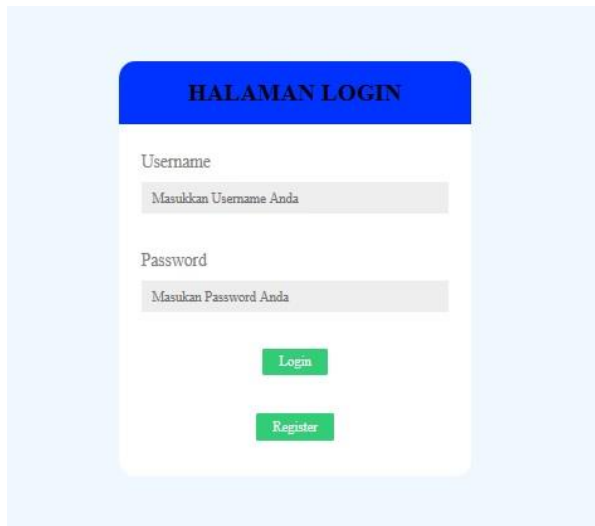 HALAMAN LOGIN
Username
Masukkan Username Anda
Password
Masukan Password Anda
Login
Register